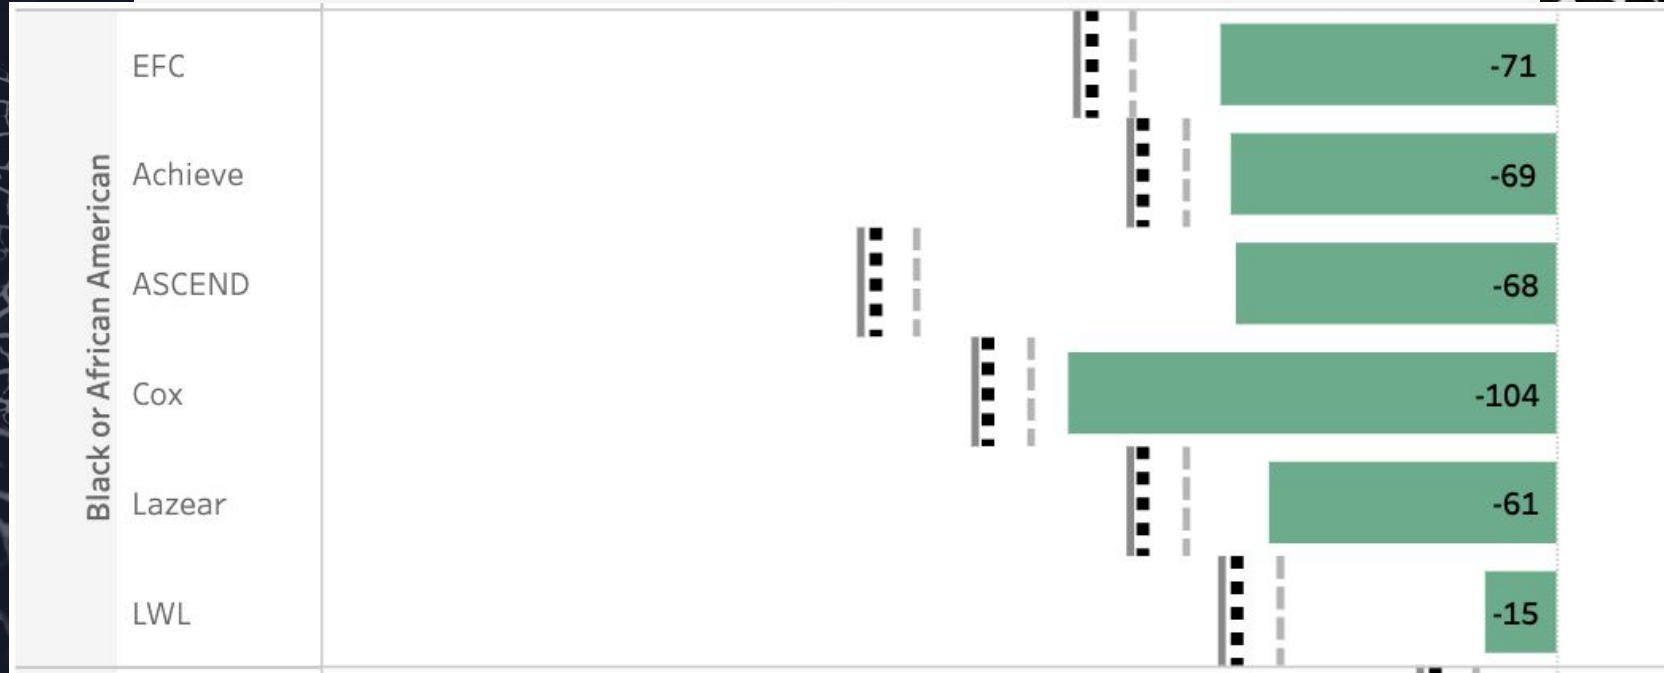 Black or African American
EFC -71
Achieve -69
ASCEND -68
Cox -104
Lazear -61
LWL -15